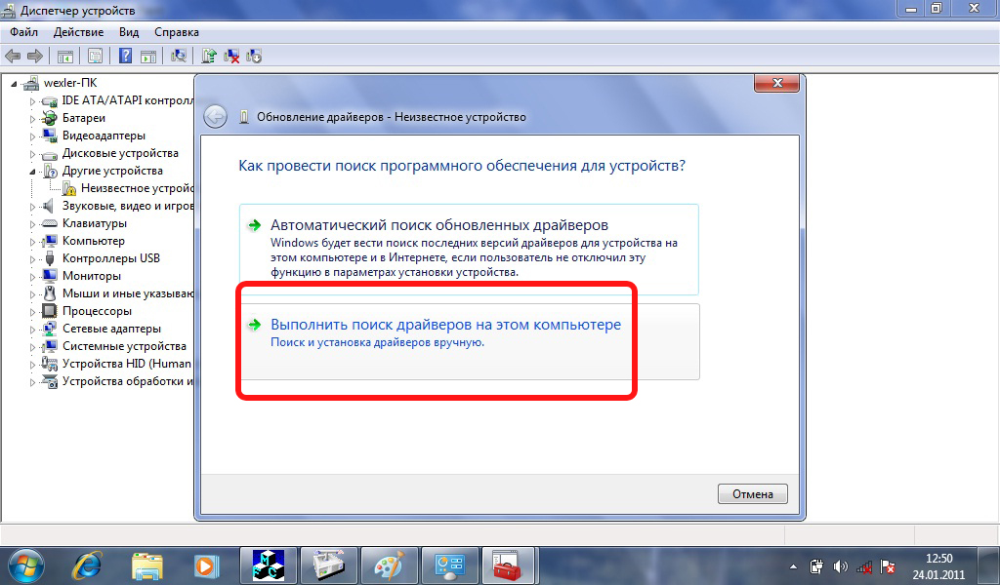 Диспетчер устройств
Файл Действие Вид Справка
wexler-ПК
IDE ATA/ATAPI контролл
Батареи
Видеоадаптеры
Дисковые устройства
Другие устройства
Неизвестное устройс
Звуковые, видео и игров
Клавиатуры
Компьютер
Контроллеры USB
Мониторы
Мыши и иные указываю
Процессоры
Сетевые адаптеры
Системные устройства
Устройства HID (Human
Устройства обработки и
Обновление драйверов - Неизвестное устройство
Как провести поиск программного обеспечения для устройств?
Автоматический поиск обновленных драйверов
Windows будет вести поиск последних версий драйверов для устройства на
этом компьютере и в Интернете, если пользователь не отключил эту
функцию в параметрах установки устройства.
Выполнить поиск драйверов на этом компьютере
Поиск и установка драйверов вручную.
Отмена
12:50
24.01.2011